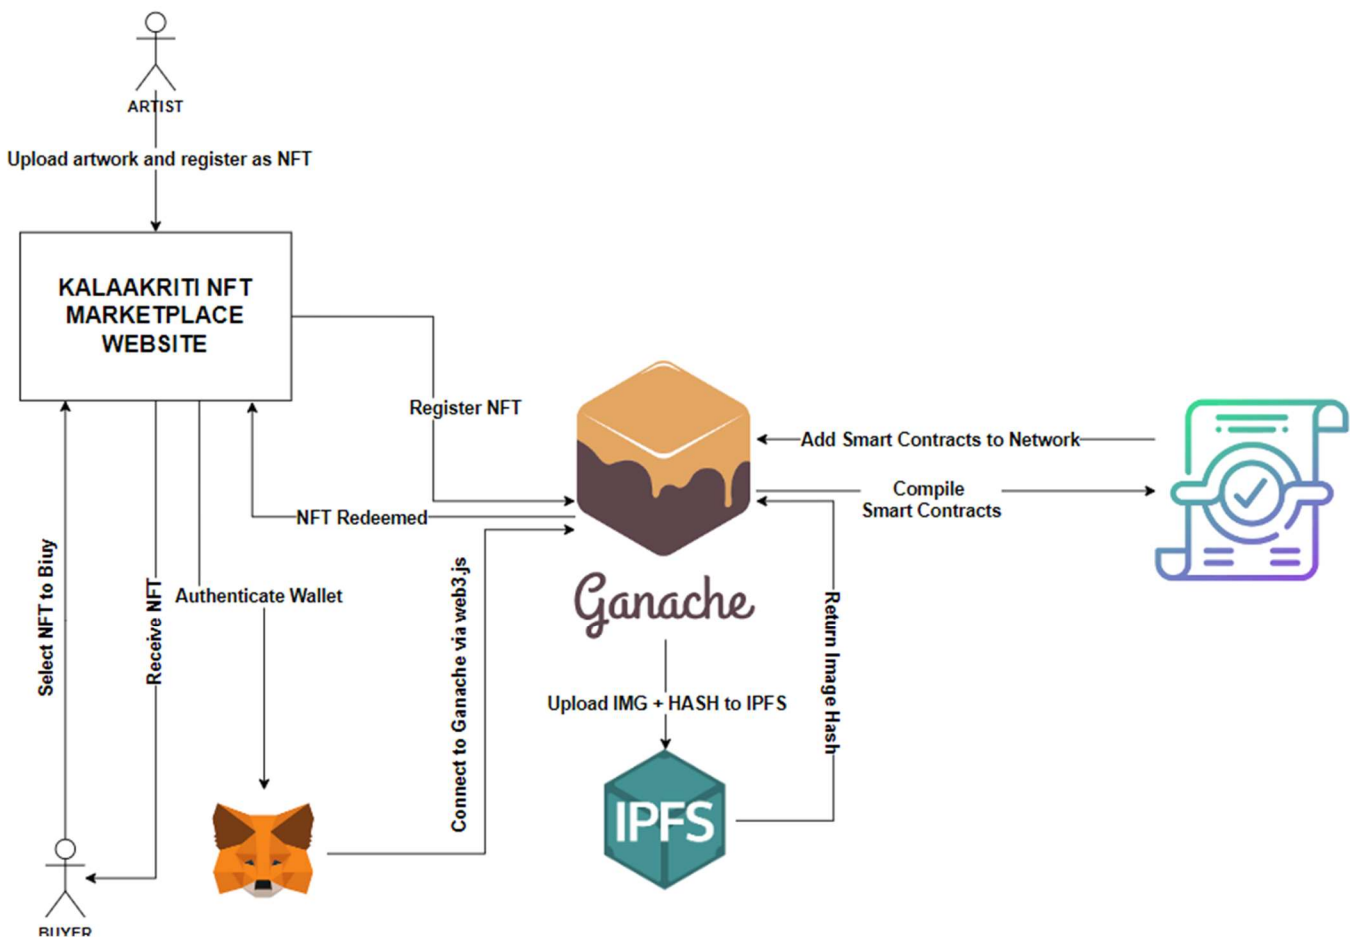 ARTIST
Upload artwork and register as NFT
KALAAKRITI NFT
MARKETPLACE
WEBSITE
Register NFT
Add Smart Contracts to Network
Compile
Smart Contracts
NFT Redeemed
Select NFT to Biuy
Receive NFT
Authenticate Wallet
Connect to Ganache via web3.js
Ganache
Return Image Hash
Upload IMG + HASH to IPFS
IPFS
BUYER